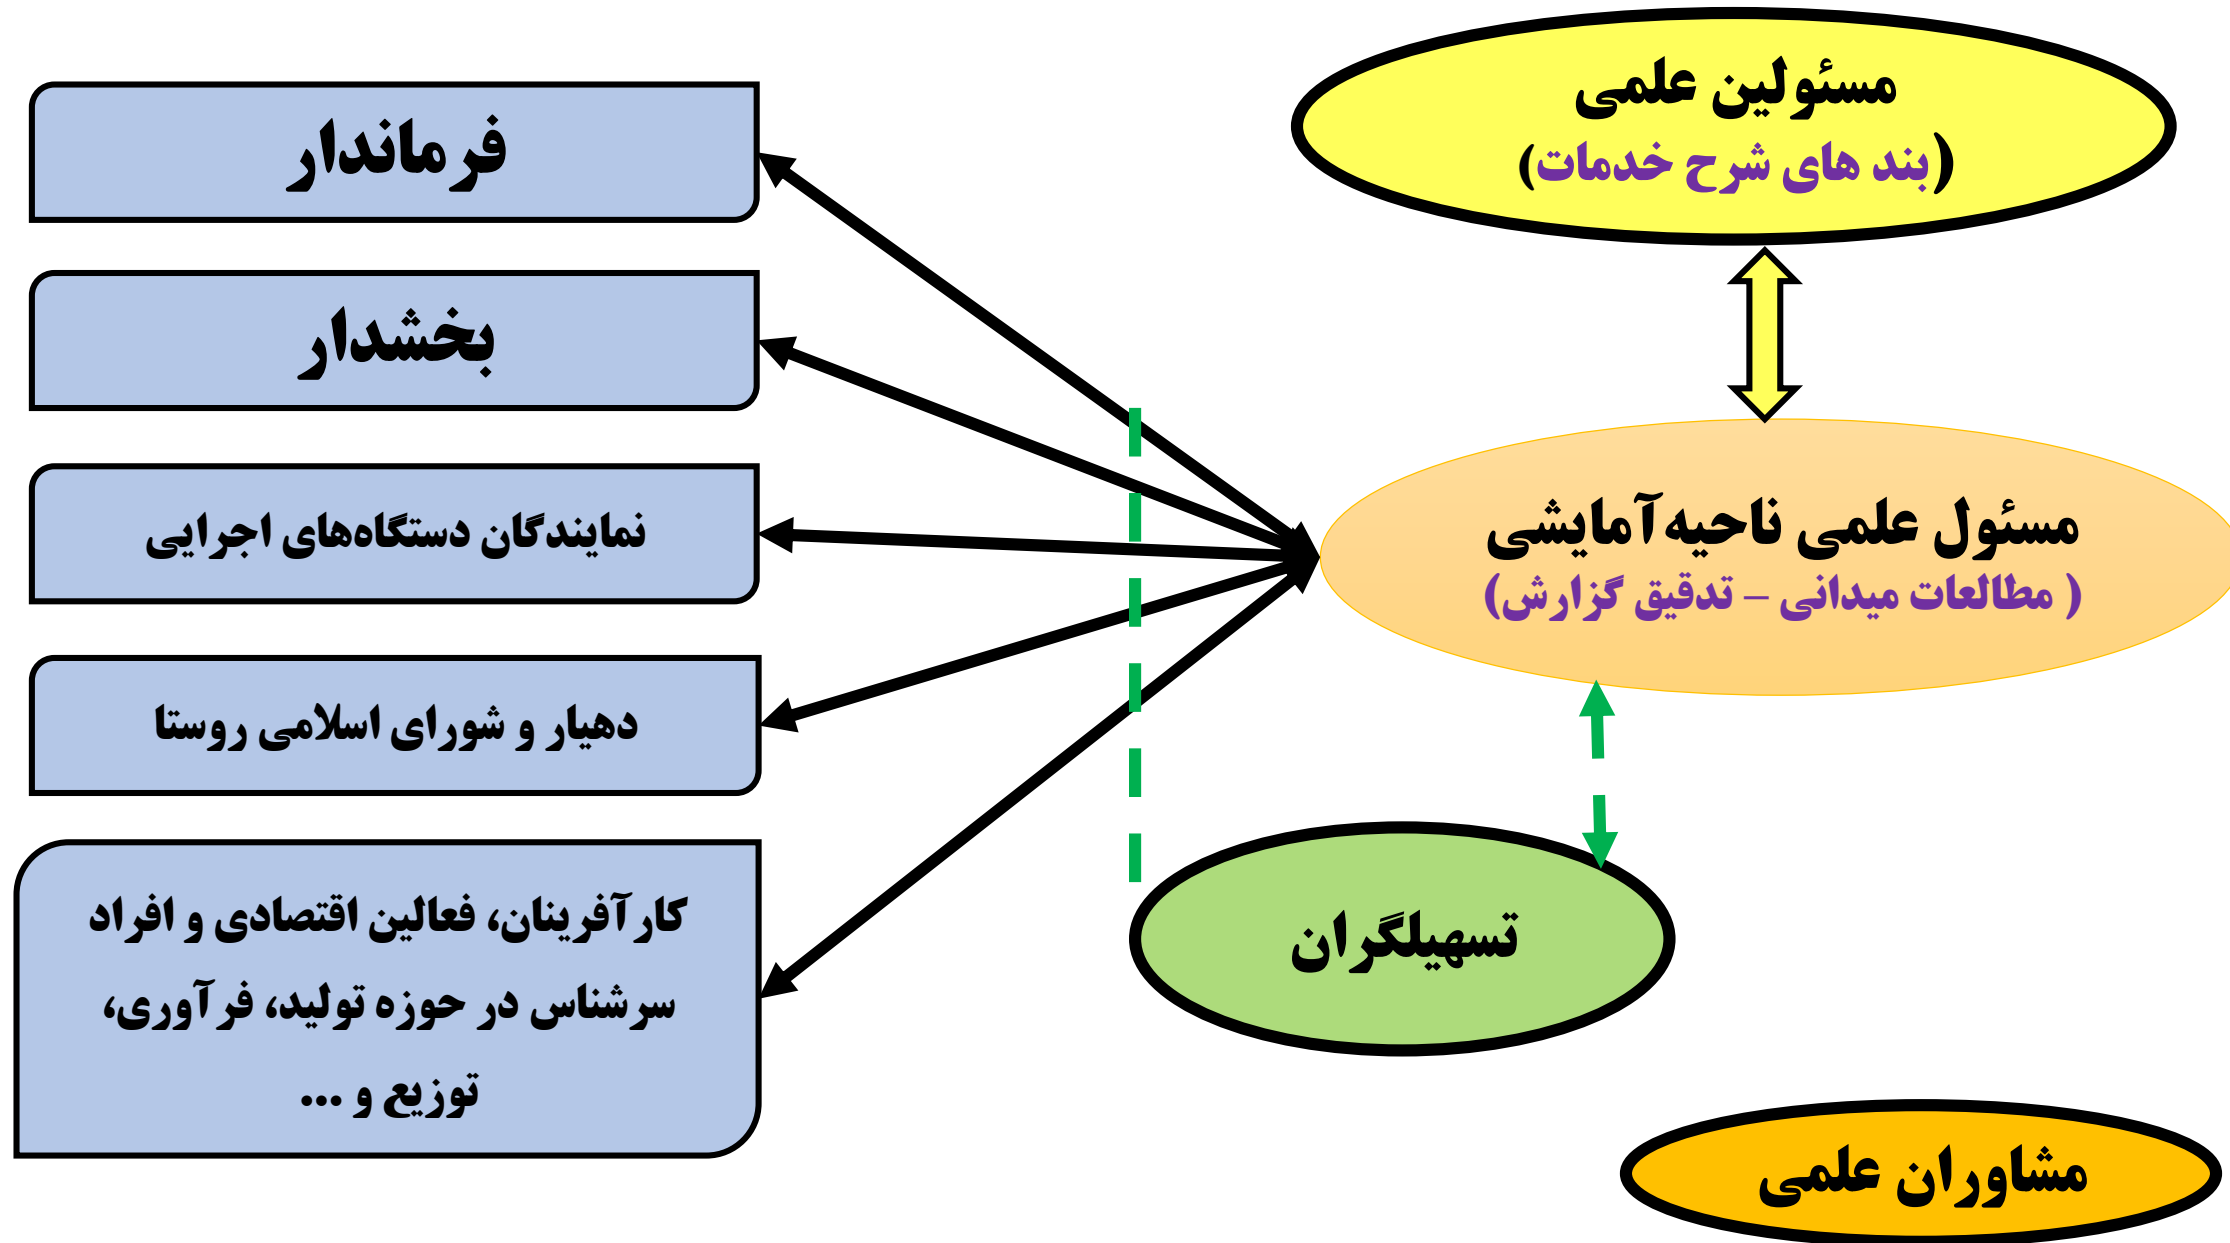 مسئولین علمی
(بند های شرح خدمات)
مسئول علمی ناحیه‌آمایشی
( مطالعات میدانی – تدقیق گزارش)
تسهیلگران
مشاوران علمی
فرماندار
بخشدار
نمایندگان دستگاه‌های اجرایی
دهیار و شورای اسلامی روستا
کارآفرینان، فعالین اقتصادی و افراد
سرشناس در حوزه تولید، فرآوری،
توزیع و ...